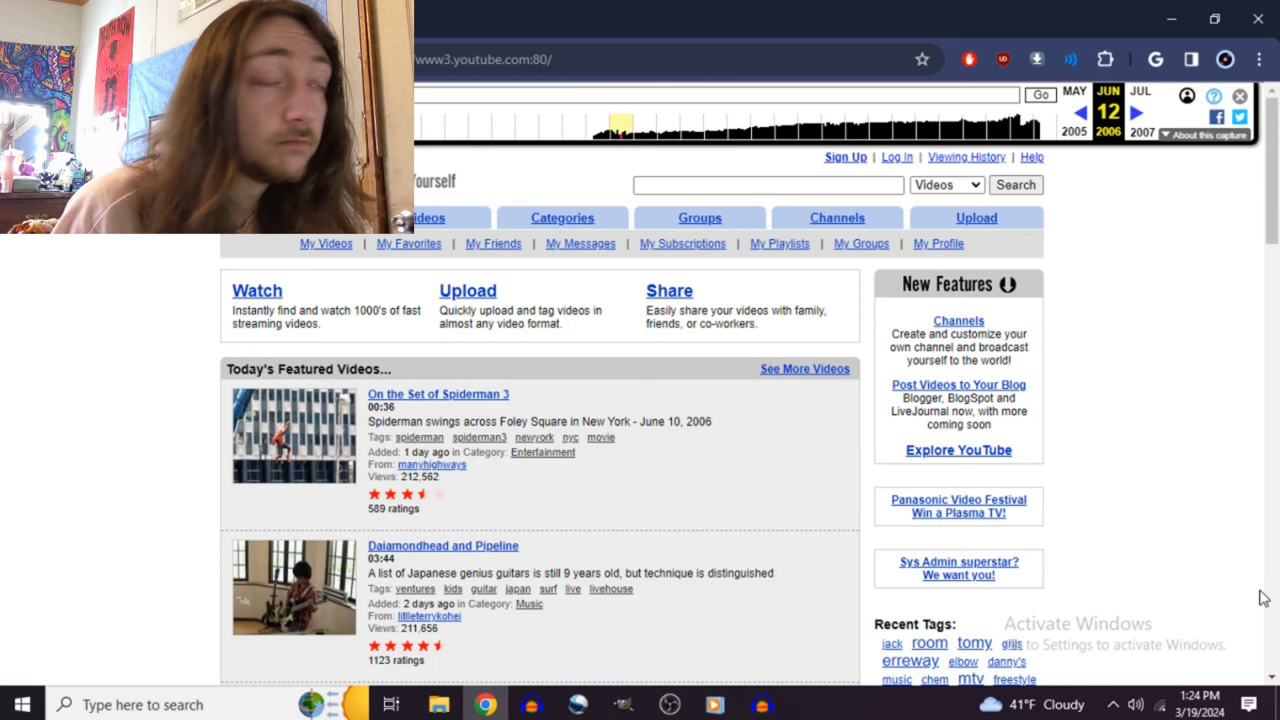 www3.youtube.com:80/
Go
MAY JUN JUL
12
2005 2006 2007
About this capture
Sign Up | Log In | Viewing History | Help
Videos Search
Categories Groups Channels Upload
My Videos | My Favorites | My Friends | My Messages | My Subscriptions | My Playlists | My Groups | My Profile
Watch
Instantly find and watch 1000's of fast
streaming videos.
Upload
Quickly upload and tag videos in
almost any video format.
Share
Easily share your videos with family,
friends, or co-workers.
New Features
Channels
Create and customize your
own channel and broadcast
yourself to the world!
Post Videos to Your Blog
Blogger, BlogSpot and
LiveJournal now, with more
coming soon
Explore YouTube
Today's Featured Videos... See More Videos
On the Set of Spiderman 3
00:36
Spiderman swings across Foley Square in New York - June 10, 2006
Tags: spiderman spiderman3 newyork nyc movie
Added: 1 day ago in Category: Entertainment
From: manyhighways
Views: 212,562
589 ratings
Daiamondhead and Pipeline
03:44
A list of Japanese genius guitars is still 9 years old, but technique is distinguished
Tags: ventures kids guitar japan surf live livehouse
Added: 2 days ago in Category: Music
From: litlleterrykohei
Views: 211,656
1123 ratings
Panasonic Video Festival
Win a Plasma TV!
Sys Admin superstar?
We want you!
Recent Tags:
jack room tomy grils
erreway elbow danny's
music chem mtv freestyle
Activate Windows
to Settings to activate Windows.
Type here to search
41°F Cloudy
1:24 PM
3/19/2024